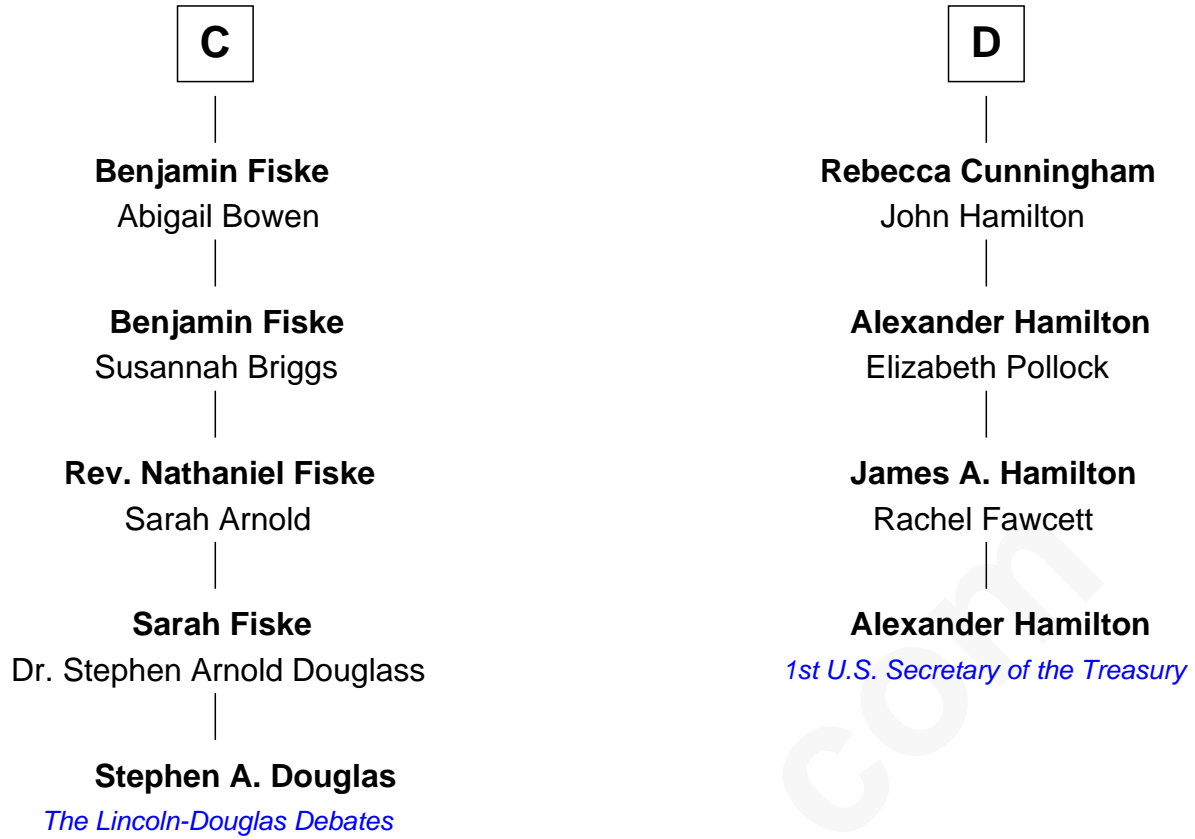 C
Benjamin Fiske
Abigail Bowen
Benjamin Fiske
Susannah Briggs
Rev. Nathaniel Fiske
Sarah Arnold
Sarah Fiske
Dr. Stephen Arnold Douglass
Stephen A. Douglas
The Lincoln-Douglas Debates
D
Rebecca Cunningham
John Hamilton
Alexander Hamilton
Elizabeth Pollock
James A. Hamilton
Rachel Fawcett
Alexander Hamilton
1st U.S. Secretary of the Treasury
com